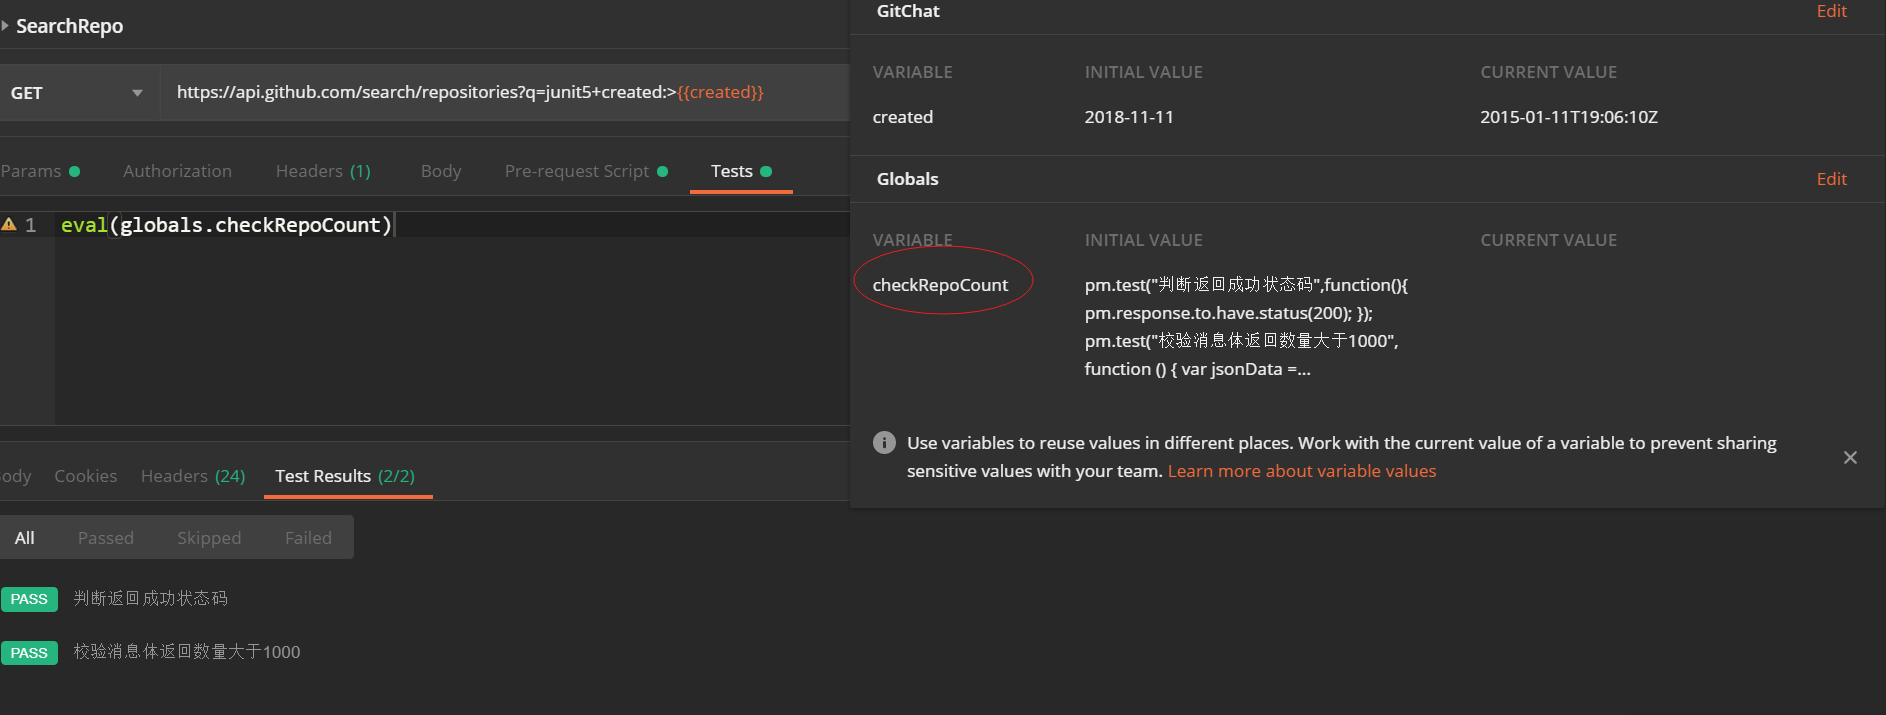 SearchRepo
GET
https://api.github.com/search/repositories?q=junit5+created:>{{created}}
Params
Authorization
Headers (1)
Body
Pre-request Script
Tests
1
eval(globals.checkRepoCount)
GitChat
Edit
VARIABLE
INITIAL VALUE
CURRENT VALUE
created
2018-11-11
2015-01-11T19:06:10Z
Globals
Edit
VARIABLE
INITIAL VALUE
CURRENT VALUE
checkRepoCount
pm.test("判断返回成功状态码",function(){
pm.response.to.have.status(200); });
pm.test("校验消息体返回数量大于1000",
function () { var jsonData =...
Use variables to reuse values in different places. Work with the current value of a variable to prevent sharing
sensitive values with your team. Learn more about variable values
ody
Cookies
Headers (24)
Test Results (2/2)
All
Passed
Skipped
Failed
PASS
判断返回成功状态码
PASS
校验消息体返回数量大于1000